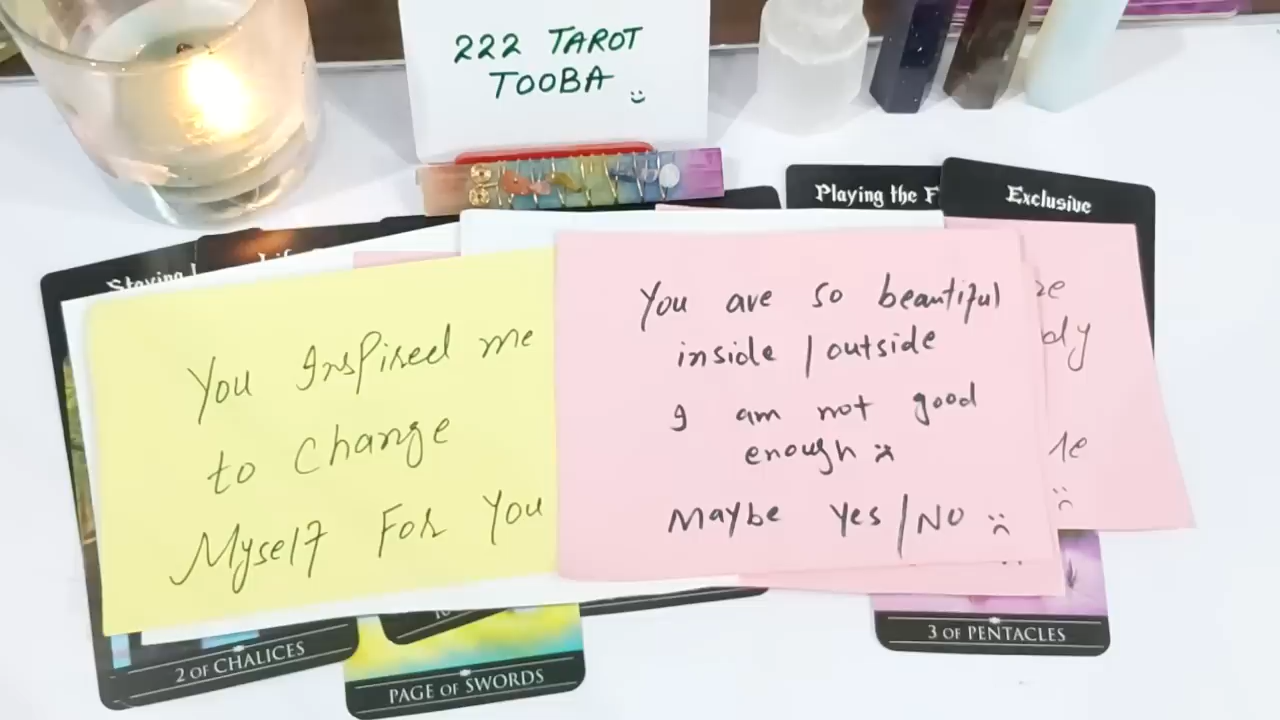 222 TAROT
TOOBA
Playing the F
Exclusive
Staying
You Inspired me
to Change
Myself For You
You are so beautiful
inside / outside
I am not good
enough
Maybe Yes / NO
2 OF CHALICES
PAGE OF SWORDS
3 OF PENTACLES